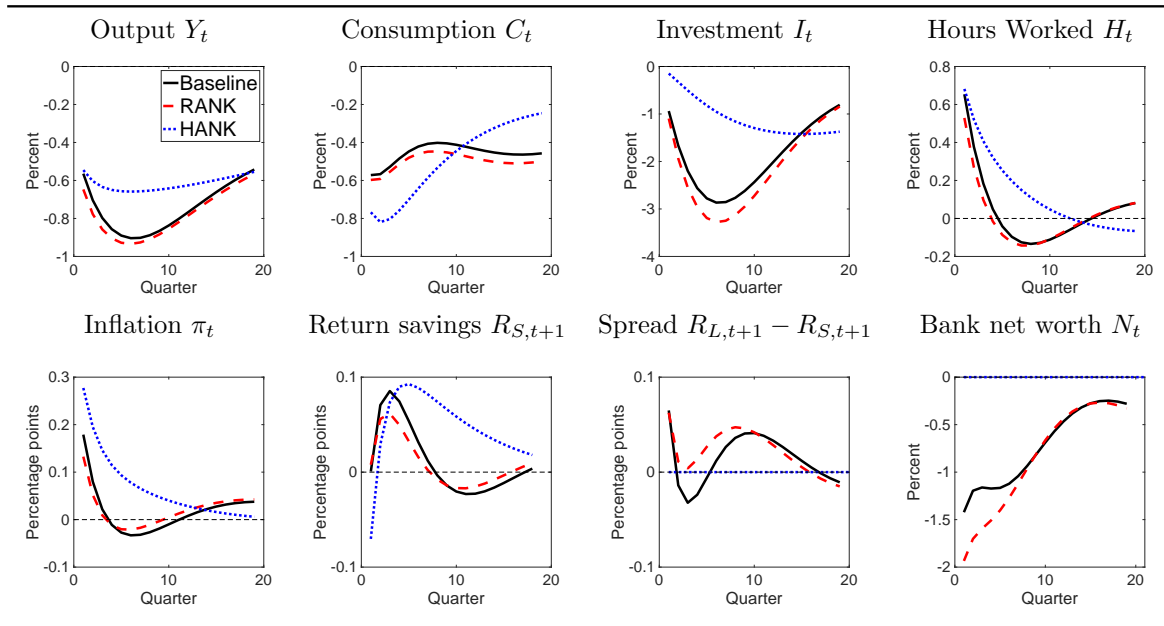 Output Y_t
Consumption C_t
Investment I_t
Hours Worked H_t
Percent
0
-0.2
-0.4
-0.6
-0.8
-1
0 10 20
Quarter
Baseline
RANK
HANK
Percent
0
-0.2
-0.4
-0.6
-0.8
-1
0 10 20
Quarter
Percent
0
-1
-2
-3
-4
0 10 20
Quarter
Percent
0.8
0.6
0.4
0.2
0
-0.2
0 10 20
Quarter
Inflation π_t
Return savings R_{S,t+1}
Spread R_{L,t+1} − R_{S,t+1}
Bank net worth N_t
Percentage points
0.3
0.2
0.1
0
-0.1
0 10 20
Quarter
Percentage points
0.1
0
-0.1
0 10 20
Quarter
Percentage points
0.1
0
-0.1
0 10 20
Quarter
Percent
0
-0.5
-1
-1.5
-2
0 10 20
Quarter